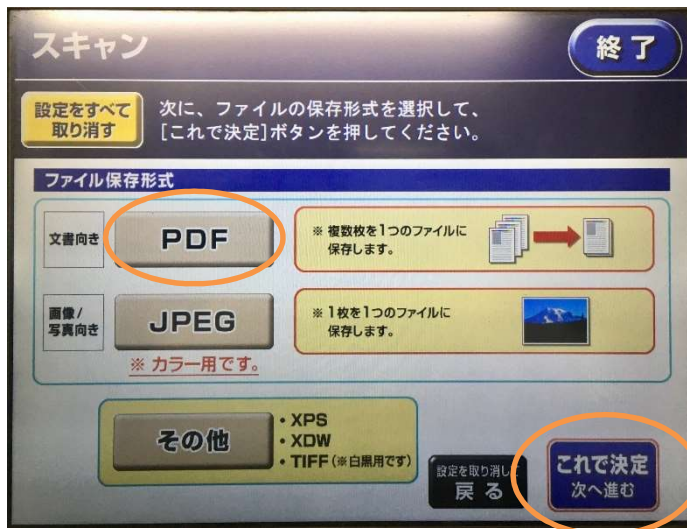 スキャン
終了
設定をすべて
取り消す
次に、ファイルの保存形式を選択して、
[これで決定]ボタンを押してください。
ファイル保存形式
文書向き
PDF
※ 複数枚を1つのファイルに
保存します。
画像/
写真向き
JPEG
※ カラー用です。
※ 1枚を1つのファイルに
保存します。
その他
・XPS
・XDW
・TIFF(※白黒用です)
設定を取り消して
戻る
これで決定
次へ進む